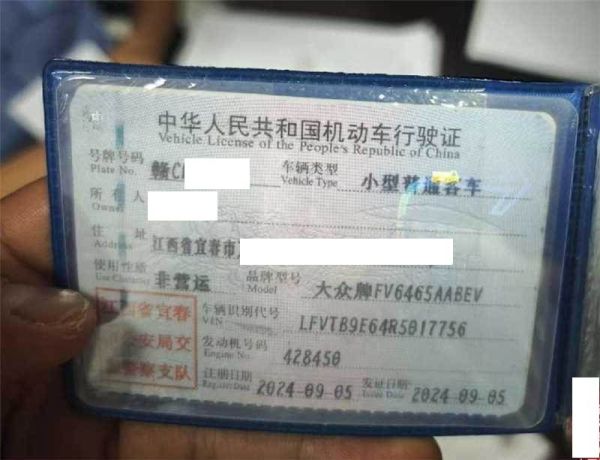 中华人民共和国机动车行驶证
Vehicle License of the People's Republic of China
号牌号码 赣C 车辆类型 小型普通客车
Plate No. Vehicle Type
所有人
Owner
住址 江西省宜春市
Address
使用性质 非营运 品牌型号 大众牌FV6465AABEV
Use Character Model
江西省宜春 车辆识别代号 LFVTB9E64R5017756
VIN
安局交 发动机号码 428450
Engine No.
警察支队 注册日期 2024-09-05 发证日期 2024-09-05
Register Date Issue Date